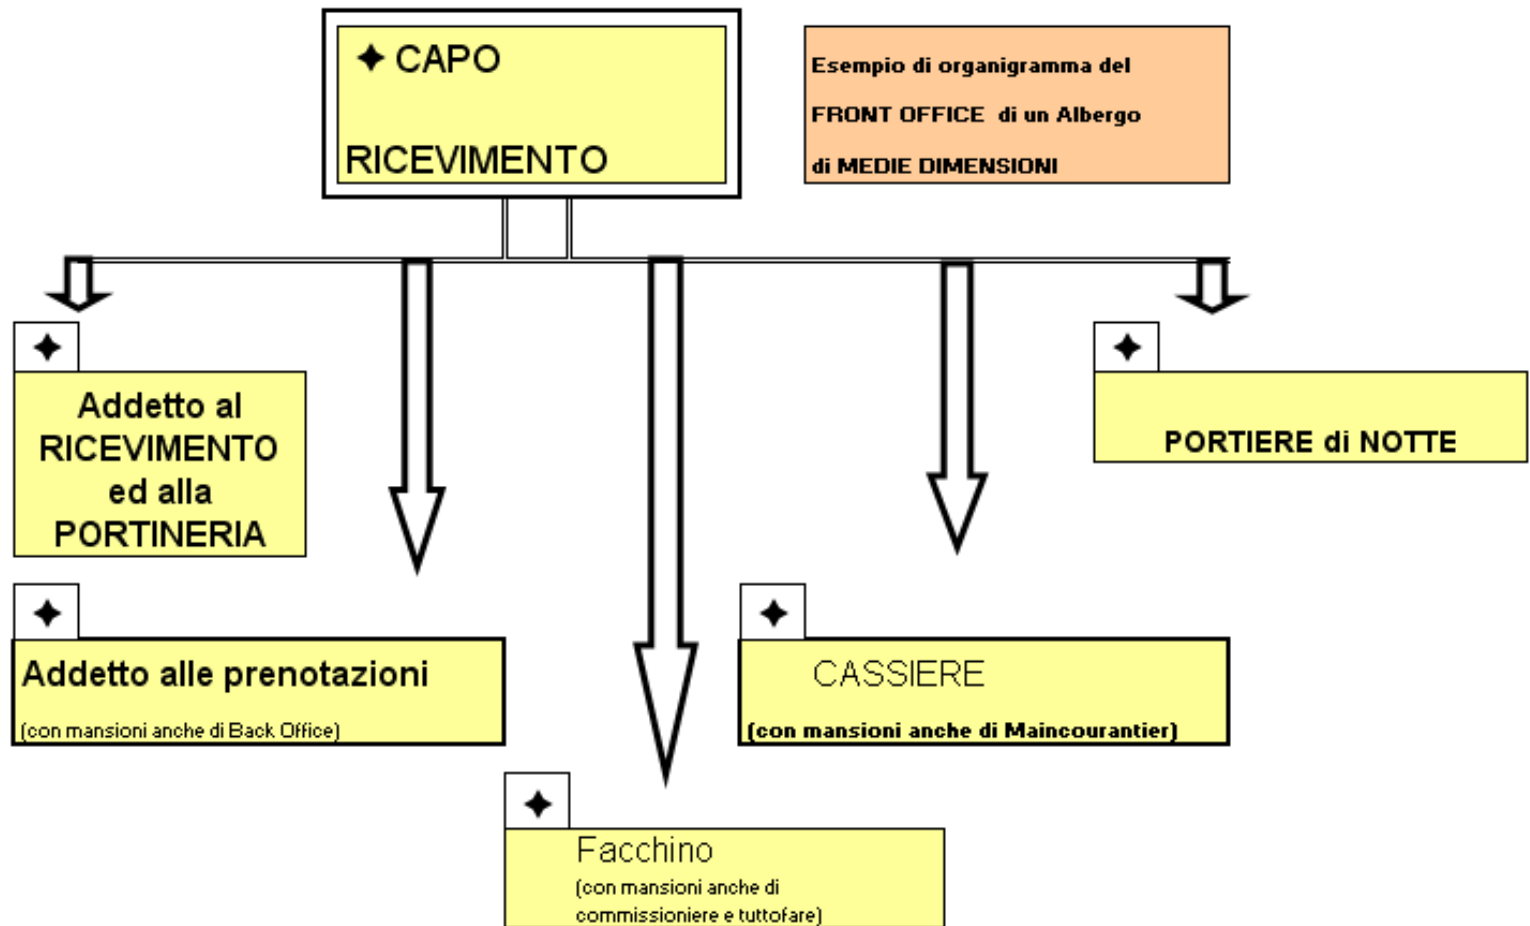 ✦ CAPO
RICEVIMENTO
Esempio di organigramma del
FRONT OFFICE di un Albergo
di MEDIE DIMENSIONI
Addetto al
RICEVIMENTO
ed alla
PORTINERIA
PORTIERE di NOTTE
Addetto alle prenotazioni
(con mansioni anche di Back Office)
CASSIERE
(con mansioni anche di Maincourantier)
Facchino
(con mansioni anche di
commissioniere e tuttofare)